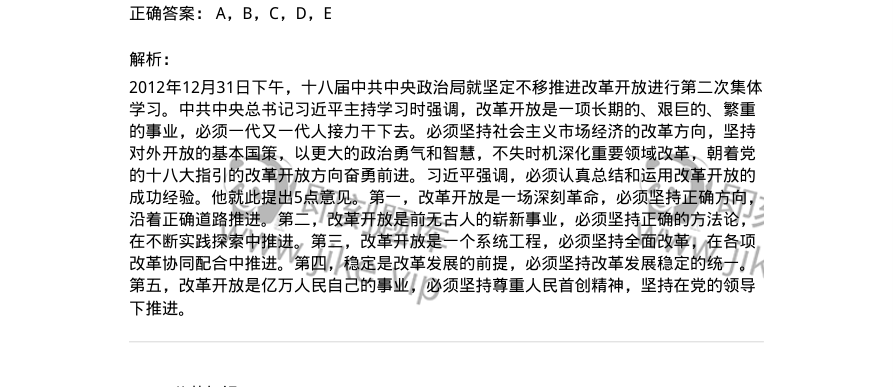 正确答案： A，B，C，D，E
解析：
2012年12月31日下午，十八届中共中央政治局就坚定不移推进改革开放进行第二次集体
学习。中共中央总书记习近平主持学习时强调，改革开放是一项长期的、艰巨的、繁重
的事业，必须一代又一代人接力干下去。必须坚持社会主义市场经济的改革方向，坚持
对外开放的基本国策，以更大的政治勇气和智慧，不失时机深化重要领域改革，朝着党
的十八大指引的改革开放方向奋勇前进。习近平强调，必须认真总结和运用改革开放的
成功经验。他就此提出5点意见。第一，改革开放是一场深刻革命，必须坚持正确方向，
沿着正确道路推进。第二，改革开放是前无古人的崭新事业，必须坚持正确的方法论，
在不断实践探索中推进。第三，改革开放是一个系统工程，必须坚持全面改革，在各项
改革协同配合中推进。第四，稳定是改革发展的前提，必须坚持改革发展稳定的统一。
第五，改革开放是亿万人民自己的事业，必须坚持尊重人民首创精神，坚持在党的领导
下推进。
即刻题库
www.jike.vip